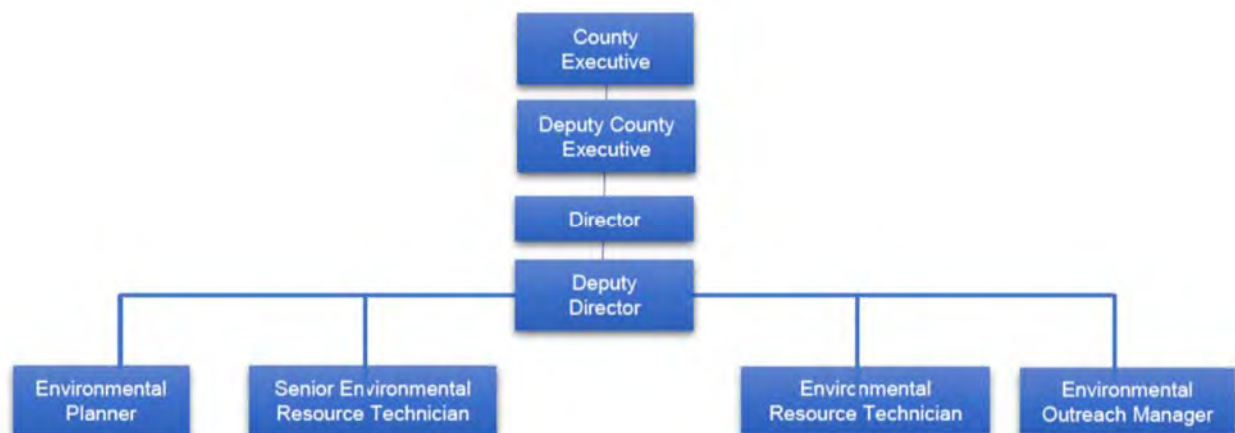 County
Executive
Deputy County
Executive
Director
Deputy
Director
Environmental
Planner
Senior Environmental
Resource Technician
Environmental
Resource Technician
Environmental
Outreach Manager